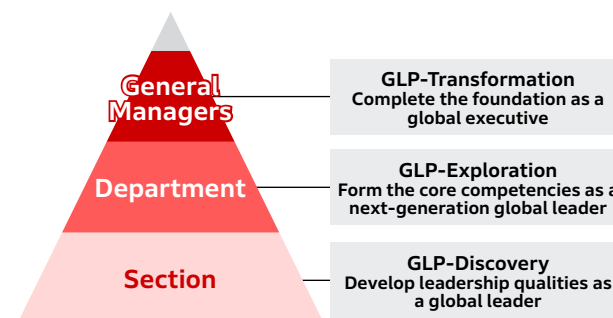 General
Managers
GLP-Transformation
Complete the foundation as a
global executive
Department
GLP-Exploration
Form the core competencies as a
next-generation global leader
Section
GLP-Discovery
Develop leadership qualities as
a global leader